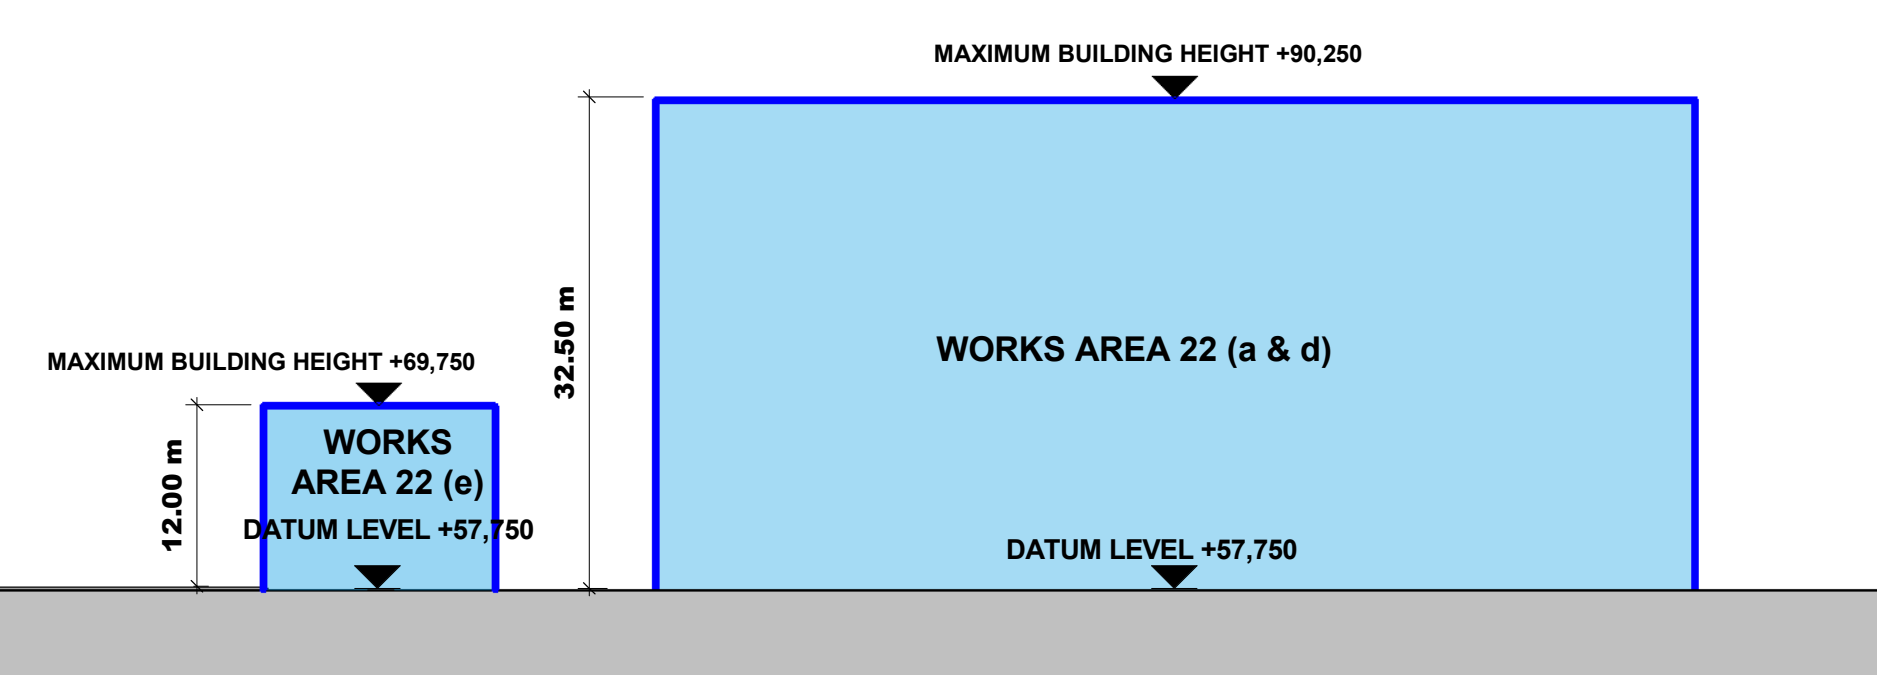 MAXIMUM BUILDING HEIGHT +90,250
32.50 m
WORKS AREA 22 (a & d)
MAXIMUM BUILDING HEIGHT +69,750
12.00 m
WORKS
AREA 22 (e)
DATUM LEVEL +57,750
DATUM LEVEL +57,750